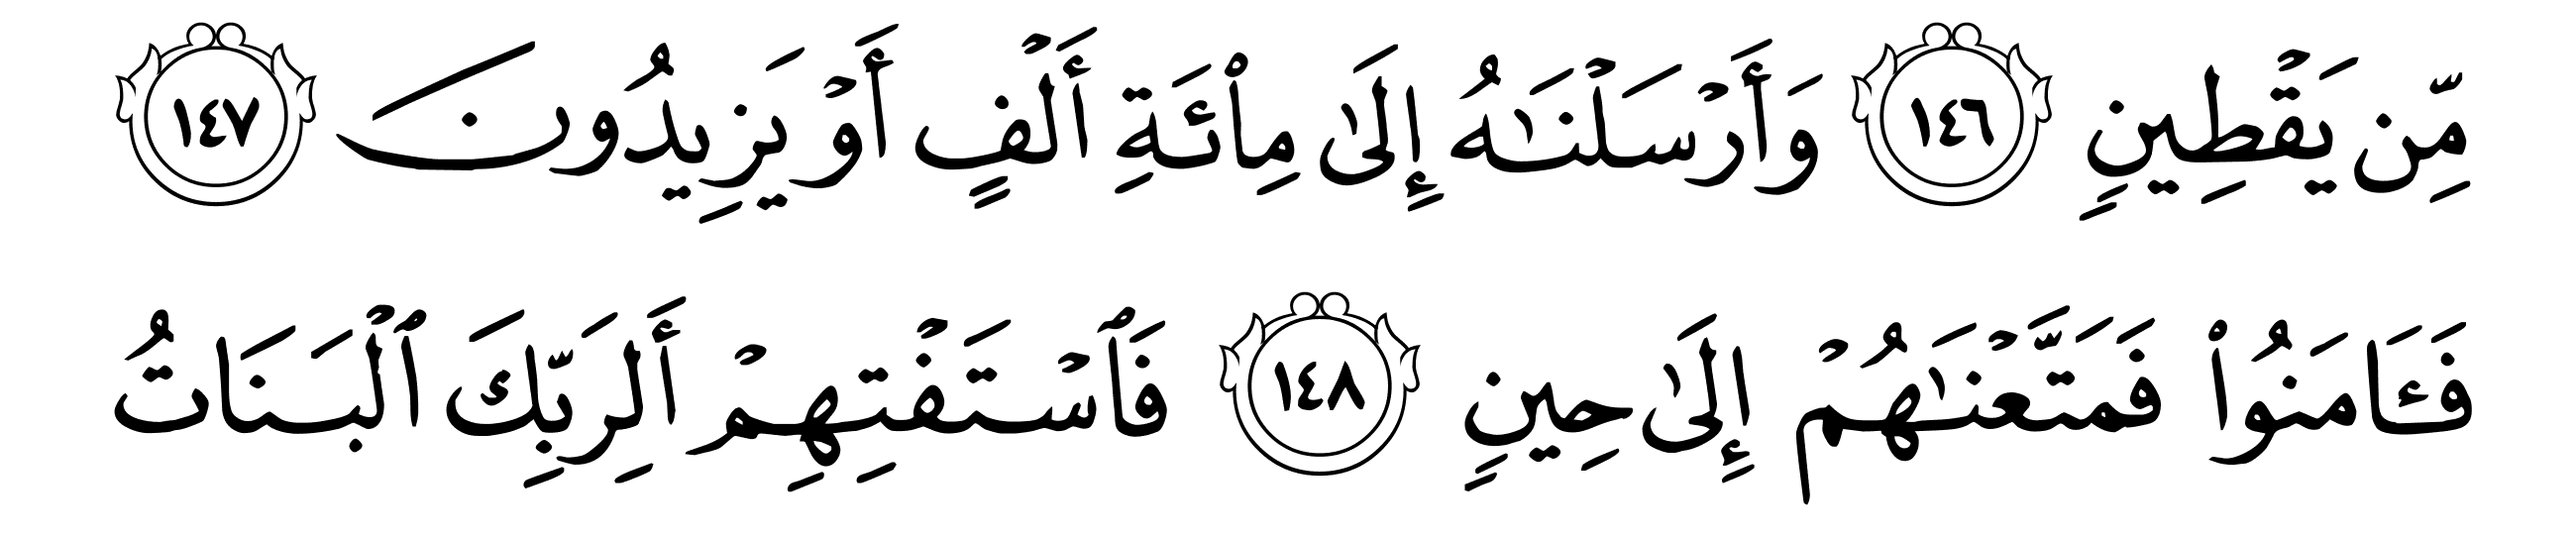 مِّن يَقۡطِينٖ ١٤٦ وَأَرۡسَلۡنَٰهُ إِلَىٰ مِاْئَةِ أَلۡفٍ أَوۡ يَزِيدُونَ ١٤٧
فَـَٔامَنُواْ فَمَتَّعۡنَٰهُمۡ إِلَىٰ حِينٖ ١٤٨ فَٱسۡتَفۡتِهِمۡ أَلِرَبِّكَ ٱلۡبَنَاتُ